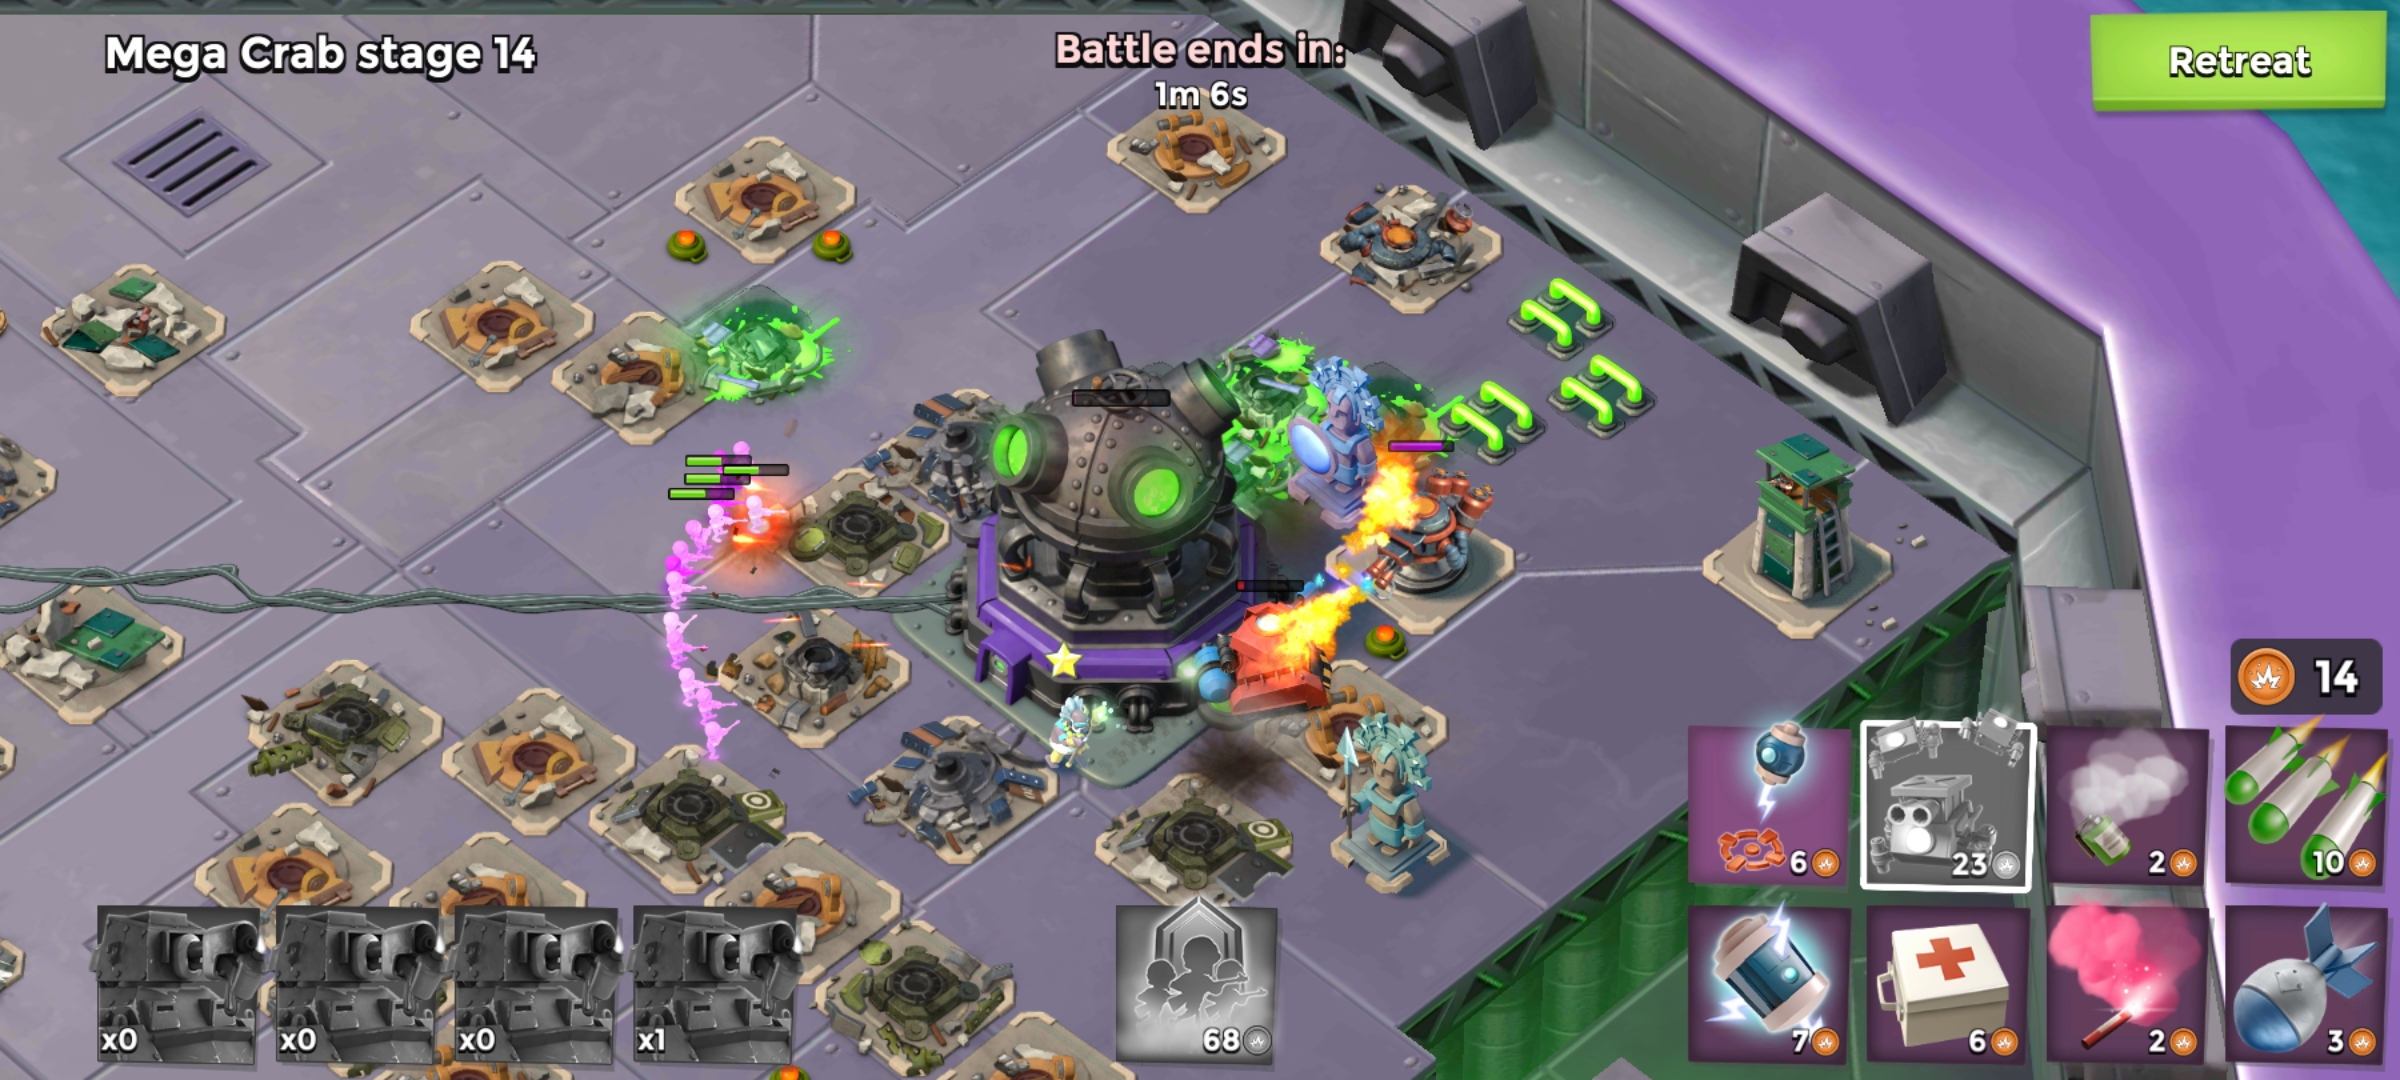 Mega Crab stage 14
Battle ends in:
1m 6s
Retreat
14
6
23
2
10
7
6
2
3
x0
x0
x0
x1
68